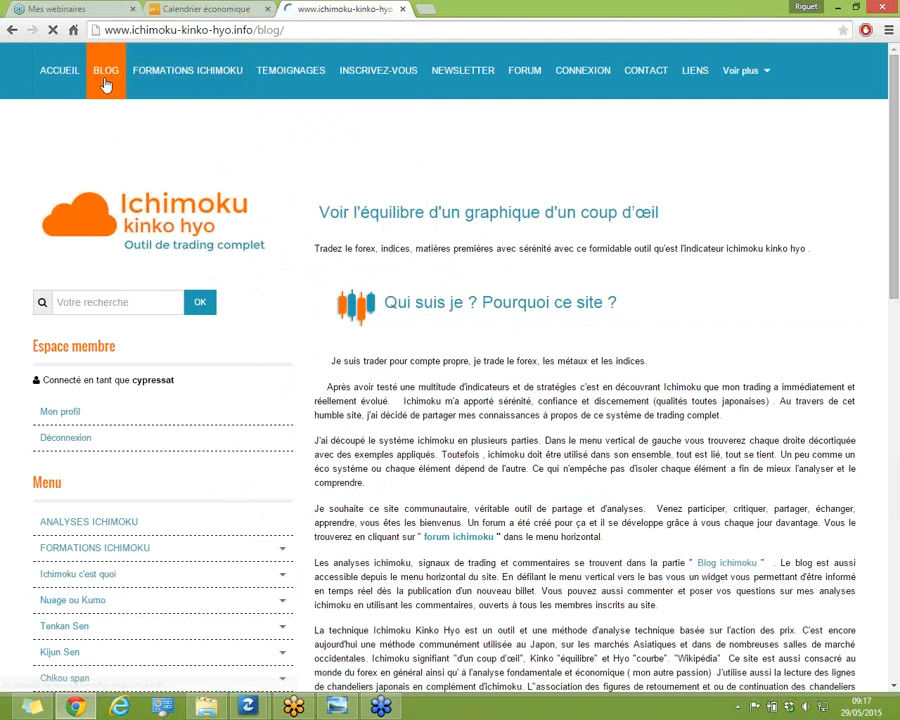 Mes webinaires
Calendrier économique
www.ichimoku-kinko-hyo.
Riguet
www.ichimoku-kinko-hyo.info/blog/
ACCUEIL BLOG FORMATIONS ICHIMOKU TEMOIGNAGES INSCRIVEZ-VOUS NEWSLETTER FORUM CONNEXION CONTACT LIENS Voir plus
Ichimoku
kinko hyo
Outil de trading complet
Votre recherche OK
Espace membre
Connecté en tant que cypressat
Mon profil
Déconnexion
Menu
ANALYSES ICHIMOKU
FORMATIONS ICHIMOKU
Ichimoku c'est quoi
Nuage ou Kumo
Tenkan Sen
Kijun Sen
Chikou span
Voir l'équilibre d'un graphique d'un coup d’œil
Tradez le forex, indices, matières premières avec sérénité avec ce formidable outil qu'est l'indicateur ichimoku kinko hyo .
Qui suis je ? Pourquoi ce site ?
Je suis trader pour compte propre, je trade le forex, les métaux et les indices.
Après avoir testé une multitude d'indicateurs et de stratégies c'est en découvrant Ichimoku que mon trading a immédiatement et
réellement évolué. Ichimoku m'a apporté sérénité, confiance et discernement (qualités toutes japonaises) . Au travers de cet
humble site, j'ai décidé de partager mes connaissances à propos de ce système de trading complet.
J'ai découpé le système ichimoku en plusieurs parties. Dans le menu vertical de gauche vous trouverez chaque droite décortiquée
avec des exemples appliqués. Toutefois , ichimoku doit être utilisé dans son ensemble, tout est lié, tout se tient. Un peu comme un
éco système ou chaque élément dépend de l'autre. Ce qui n'empêche pas d'isoler chaque élément a fin de mieux l'analyser et le
comprendre.
Je souhaite ce site communautaire, véritable outil de partage et d'analyses. Venez participer, critiquer, partager, échanger,
apprendre, vous êtes les bienvenus. Un forum a été créé pour ça et il se développe grâce à vous chaque jour davantage. Vous le
trouverez en cliquant sur " forum ichimoku " dans le menu horizontal.
Les analyses ichimoku, signaux de trading et commentaires se trouvent dans la partie " Blog ichimoku " . Le blog est aussi
accessible depuis le menu horizontal du site. En défilant le menu vertical vers le bas vous un widget vous permettant d'être informé
en temps réel dès la publication d'un nouveau billet. Vous pouvez aussi commenter et poser vos questions sur mes analyses
ichimoku en utilisant les commentaires, ouverts à tous les membres inscrits au site.
La technique Ichimoku Kinko Hyo est un outil et une méthode d'analyse technique basée sur l'action des prix. C'est encore
aujourd'hui une méthode communément utilisée au Japon, sur les marchés Asiatiques et dans de nombreuses salles de marché
occidentales. Ichimoku signifiant "d'un coup d'œil", Kinko "équilibre" et Hyo "courbe". "Wikipédia" Ce site est aussi consacré au
monde du forex en général ainsi qu' à l'analyse fondamentale et économique ( mon autre passion) J'utilise aussi la lecture des lignes
de chandeliers japonais en complément d'ichimoku. L"association des figures de retournement et ou de continuation des chandeliers
09:17
29/05/2015